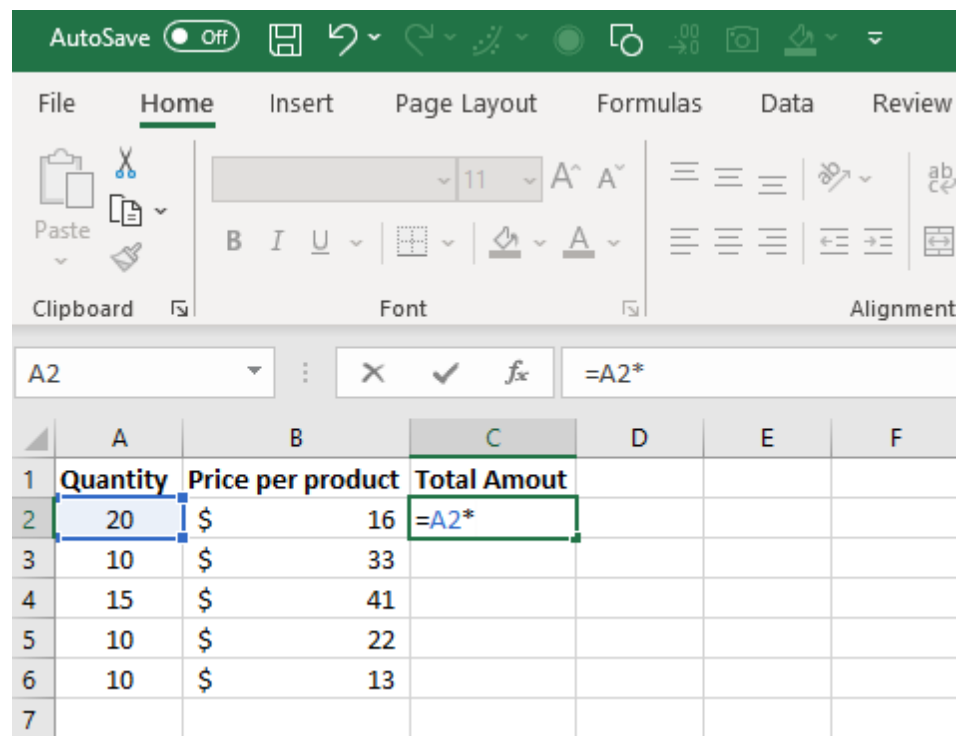 AutoSave Off
File Home Insert Page Layout Formulas Data Review
11 A A
ab
Paste B I U A c
Clipboard Font Alignment
A2 fx =A2*
A B C D E F
1 Quantity Price per product Total Amout
2 20 $ 16 =A2*
3 10 $ 33
4 15 $ 41
5 10 $ 22
6 10 $ 13
7